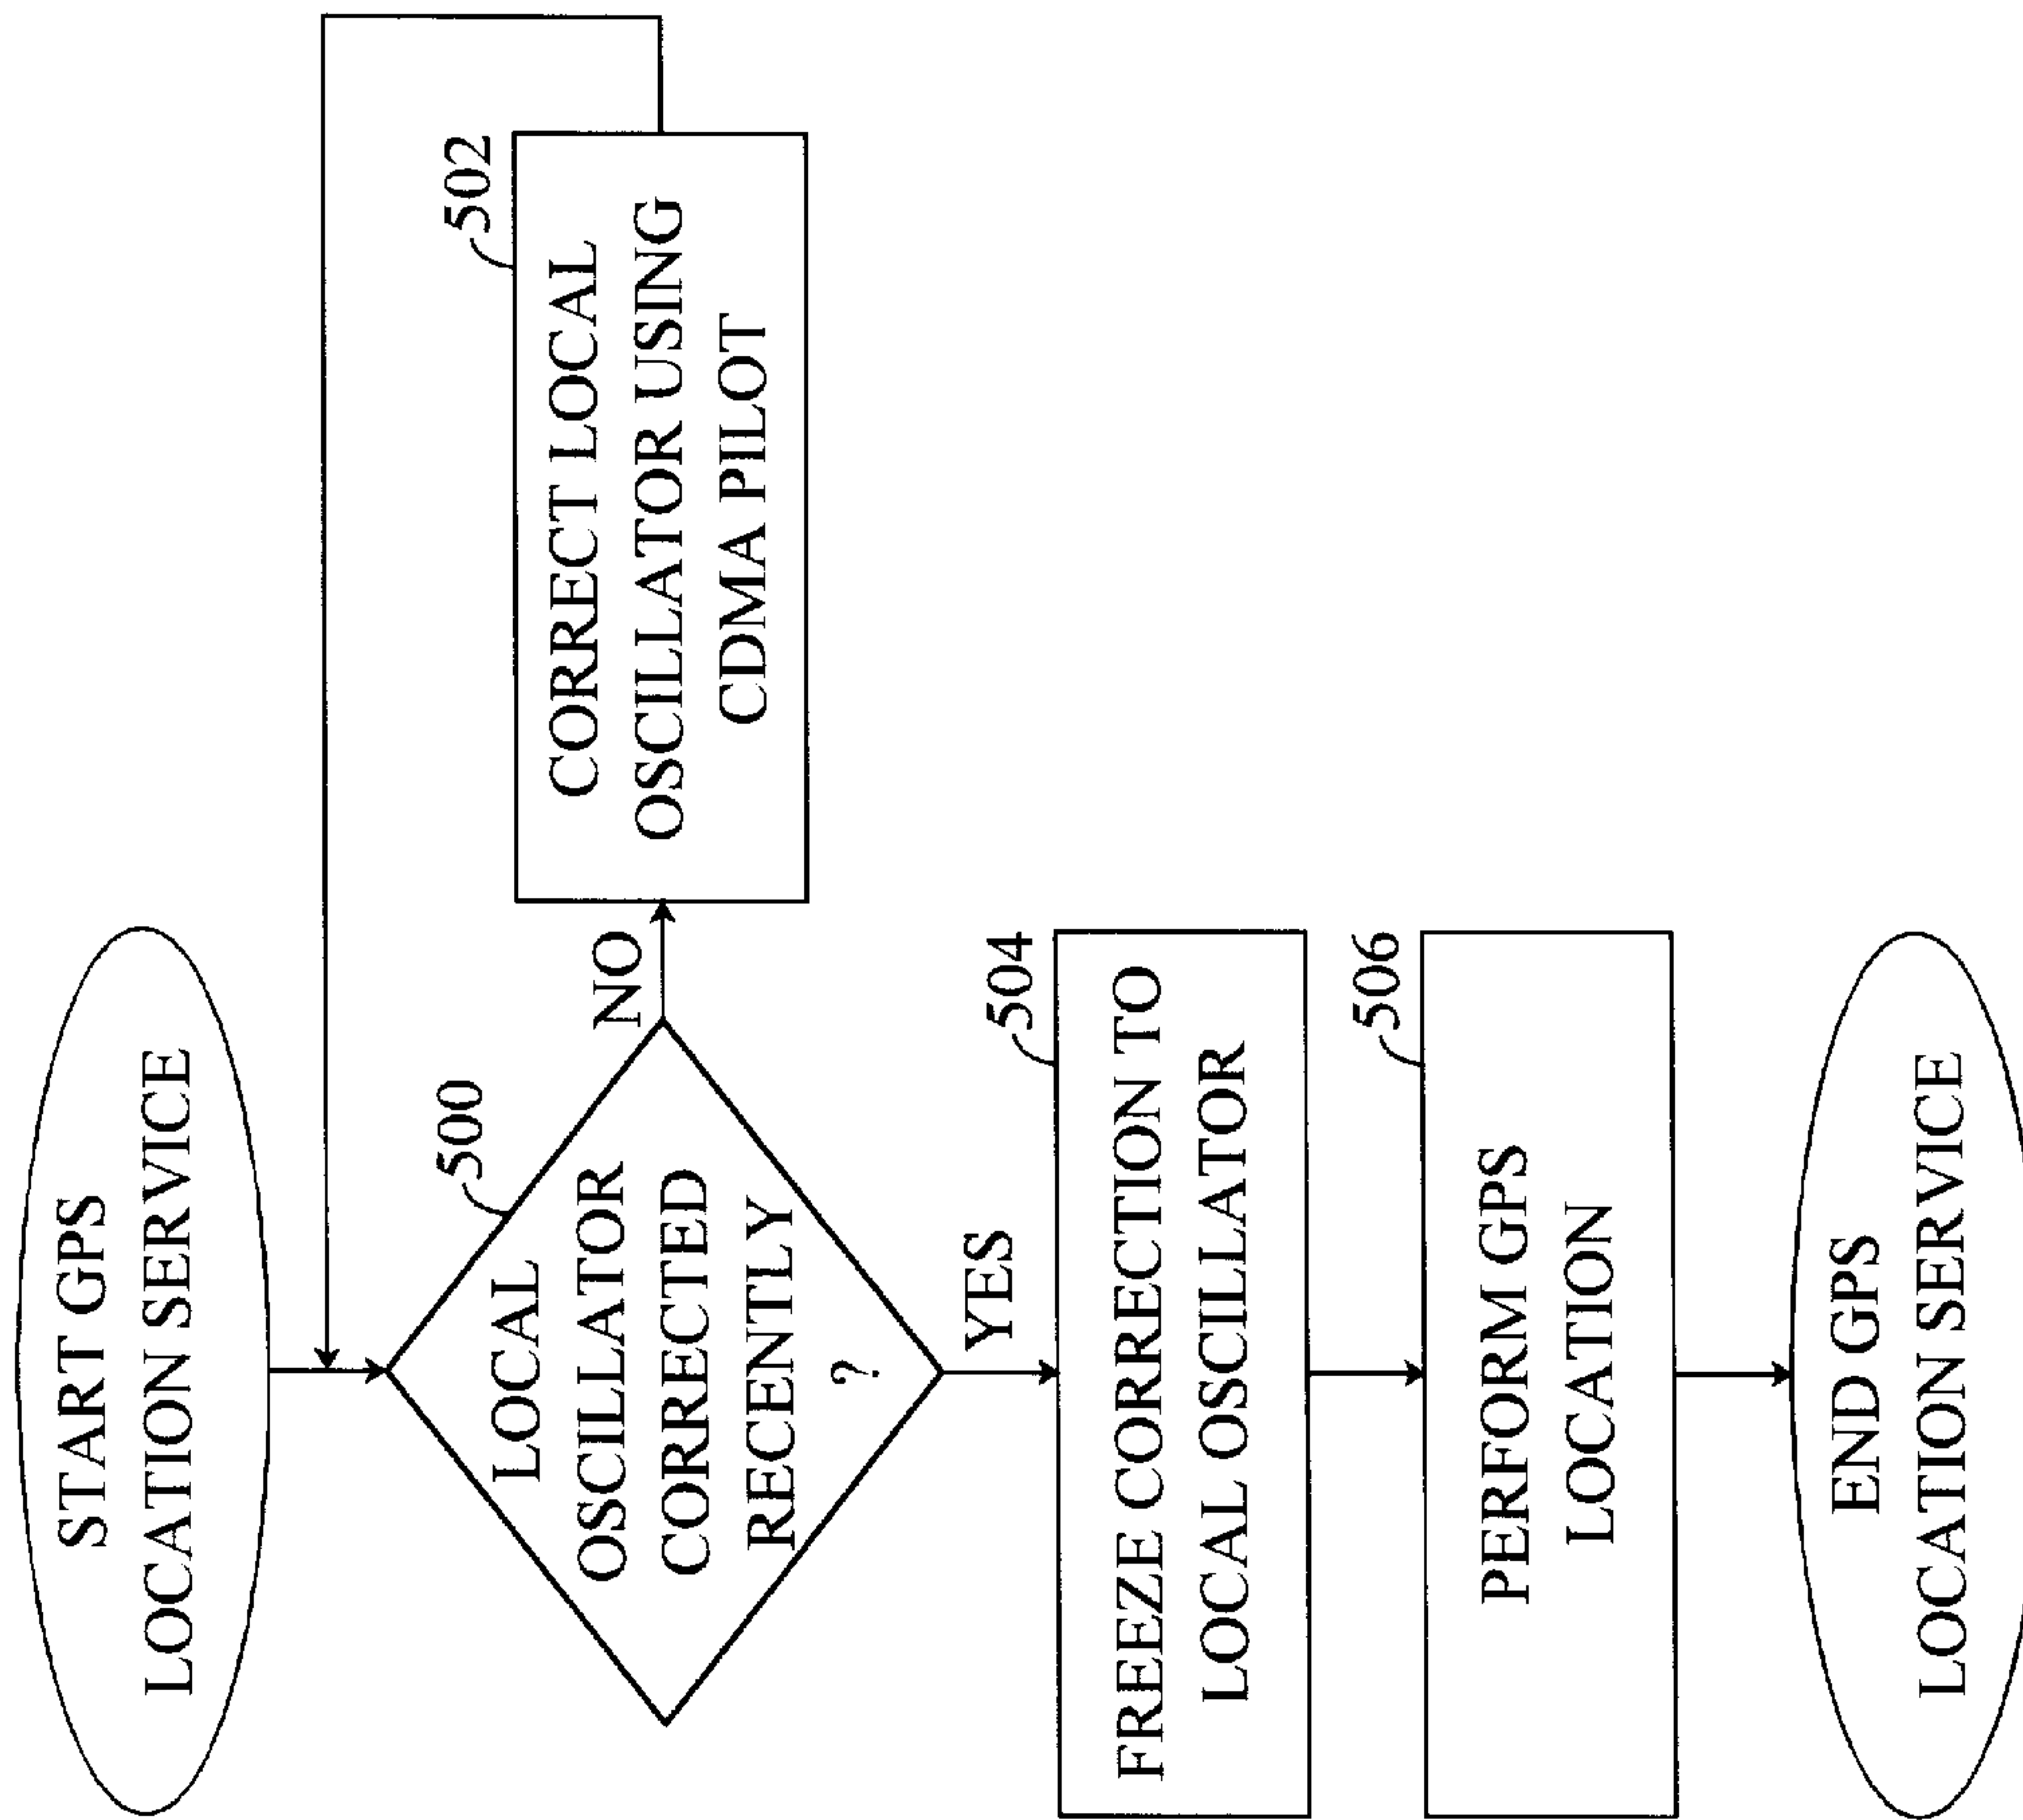 START GPS
LOCATION SERVICE
500
LOCAL
OSCILLATOR
CORRECTED
RECENTLY
?
NO
502
CORRECT LOCAL
OSCILLATOR USING
CDMA PILOT
YES
504
FREEZE CORRECTION TO
LOCAL OSCILLATOR
506
PERFORM GPS
LOCATION
END GPS
LOCATION SERVICE